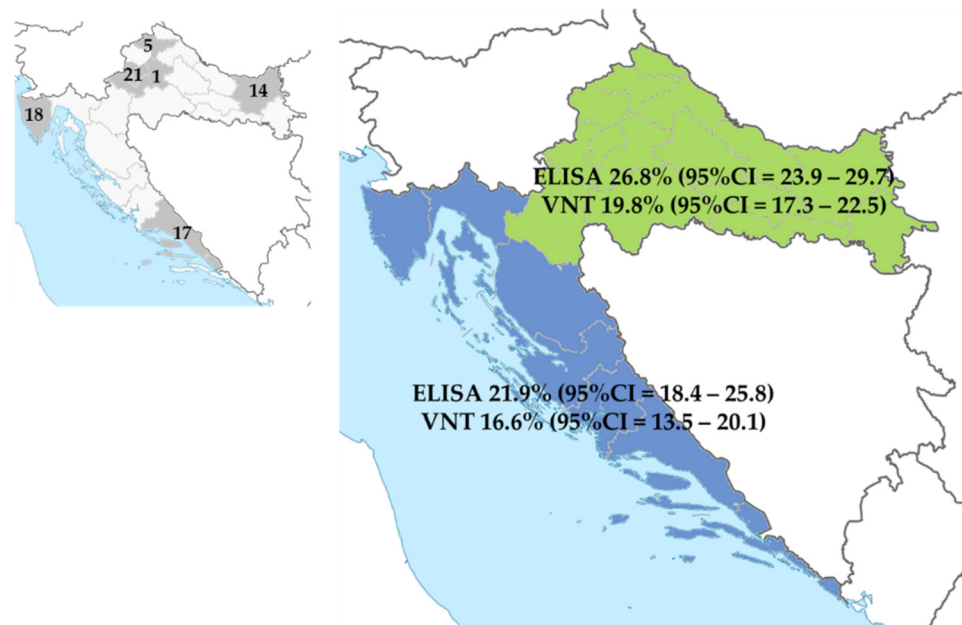 5
21
1
14
18
17
ELISA 26.8% (95%CI = 23.9 – 29.7)
VNT 19.8% (95%CI = 17.3 – 22.5)
ELISA 21.9% (95%CI = 18.4 – 25.8)
VNT 16.6% (95%CI = 13.5 – 20.1)